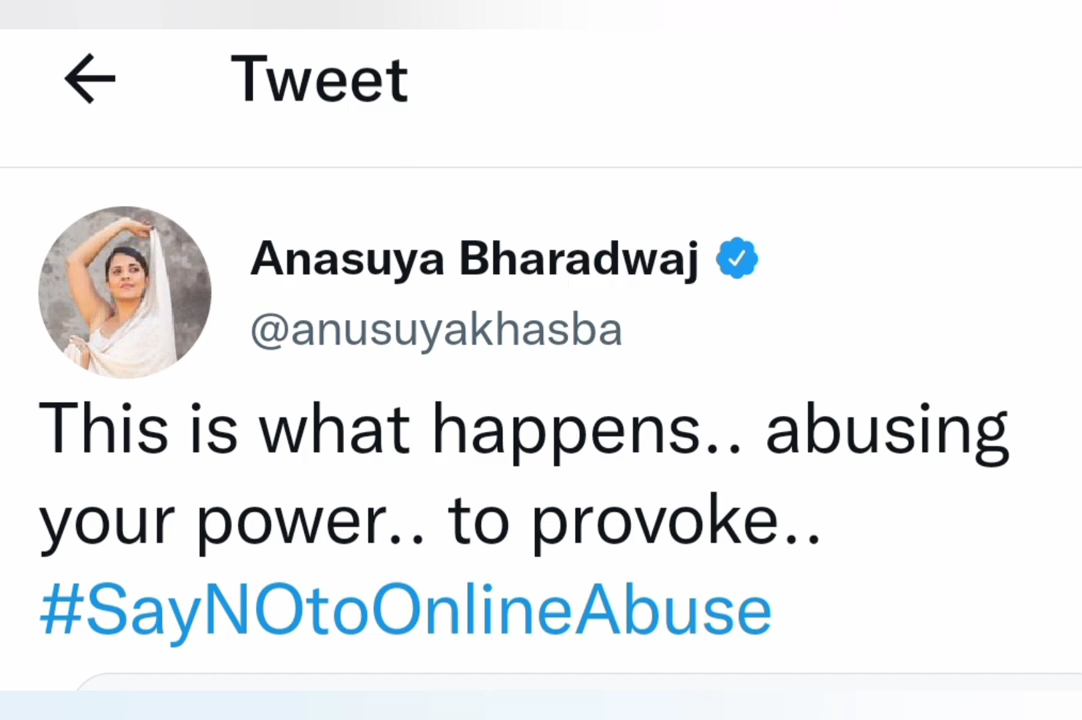 Tweet
Anasuya Bharadwaj
@anusuyakhasba
This is what happens.. abusing
your power.. to provoke..
#SayNOtoOnlineAbuse